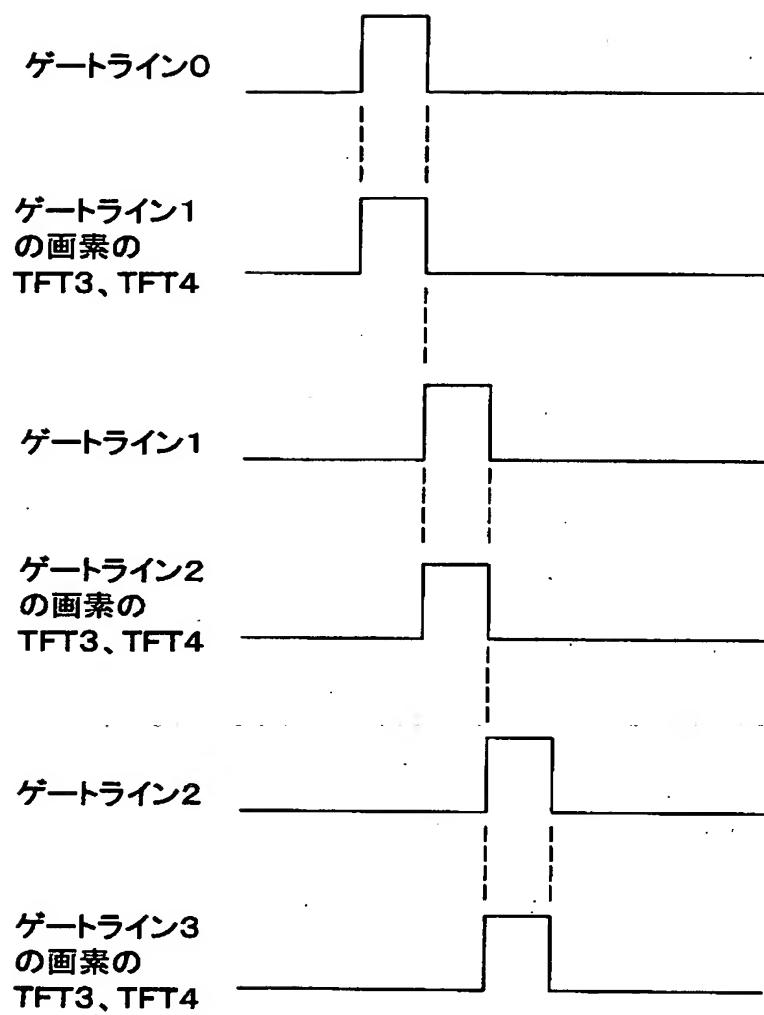 ゲートライン0
ゲートライン1
の画素の
TFT3、TFT4
ゲートライン1
ゲートライン2
の画素の
TFT3、TFT4
ゲートライン2
ゲートライン3
の画素の
TFT3、TFT4